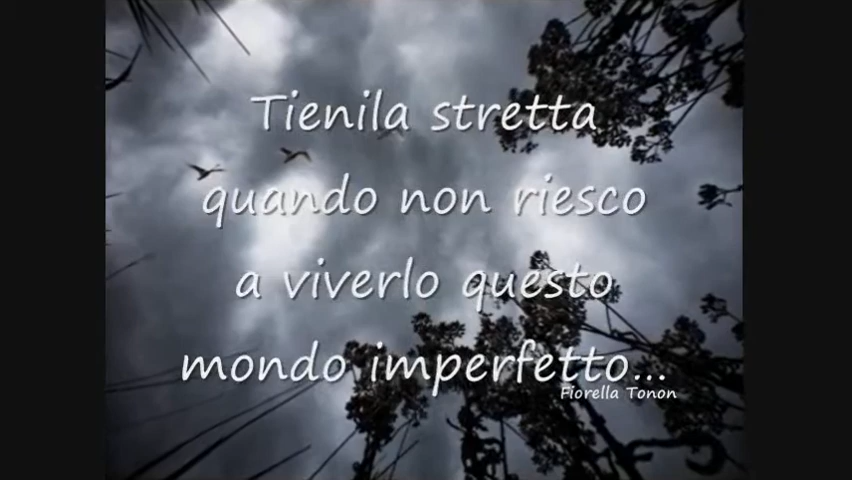 Tienila stretta
quando non riesco
a viverlo questo
mondo imperfetto...
Fiorella Tonon